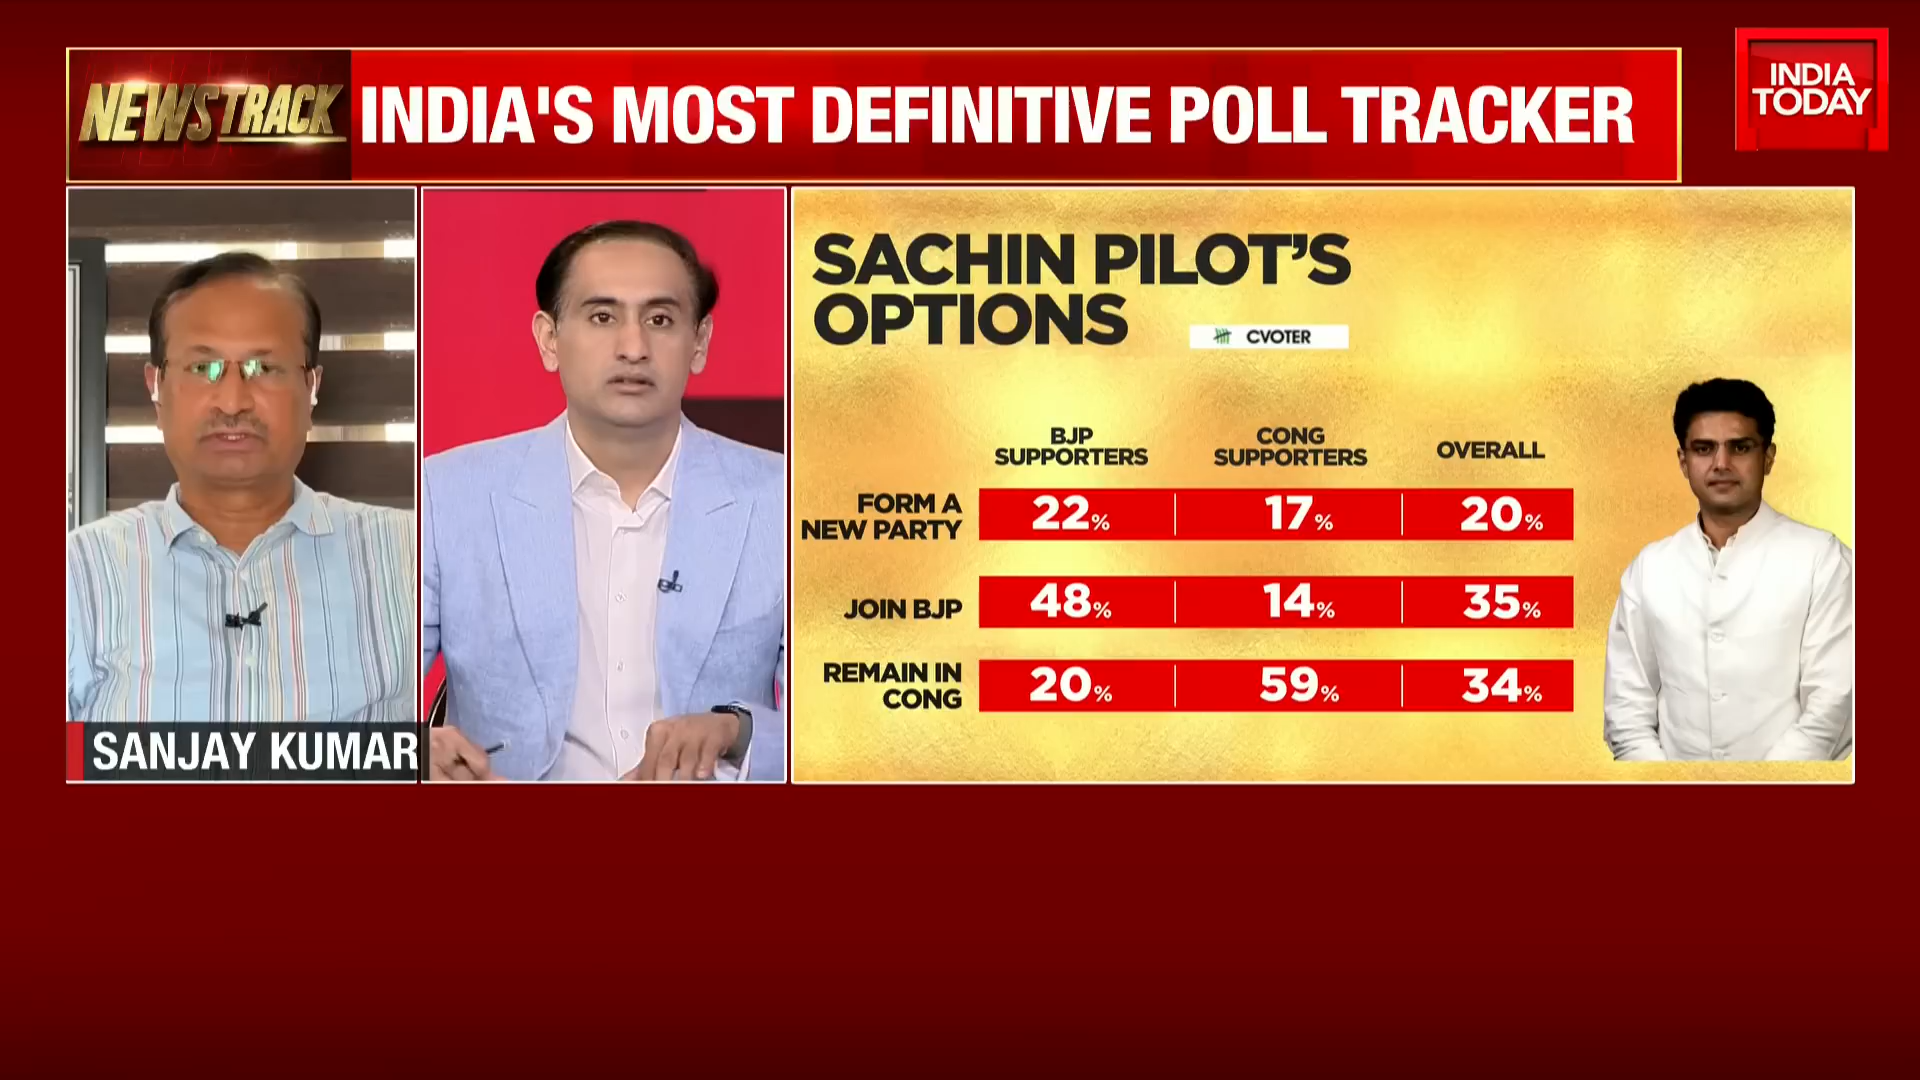 NEWSTRACK
INDIA'S MOST DEFINITIVE POLL TRACKER
INDIA
TODAY
SANJAY KUMAR
SACHIN PILOT'S
OPTIONS
CVOTER
BJP
SUPPORTERS
CONG
SUPPORTERS
OVERALL
FORM A
NEW PARTY
22% 17% 20%
JOIN BJP 48% 14% 35%
REMAIN IN
CONG
20% 59% 34%